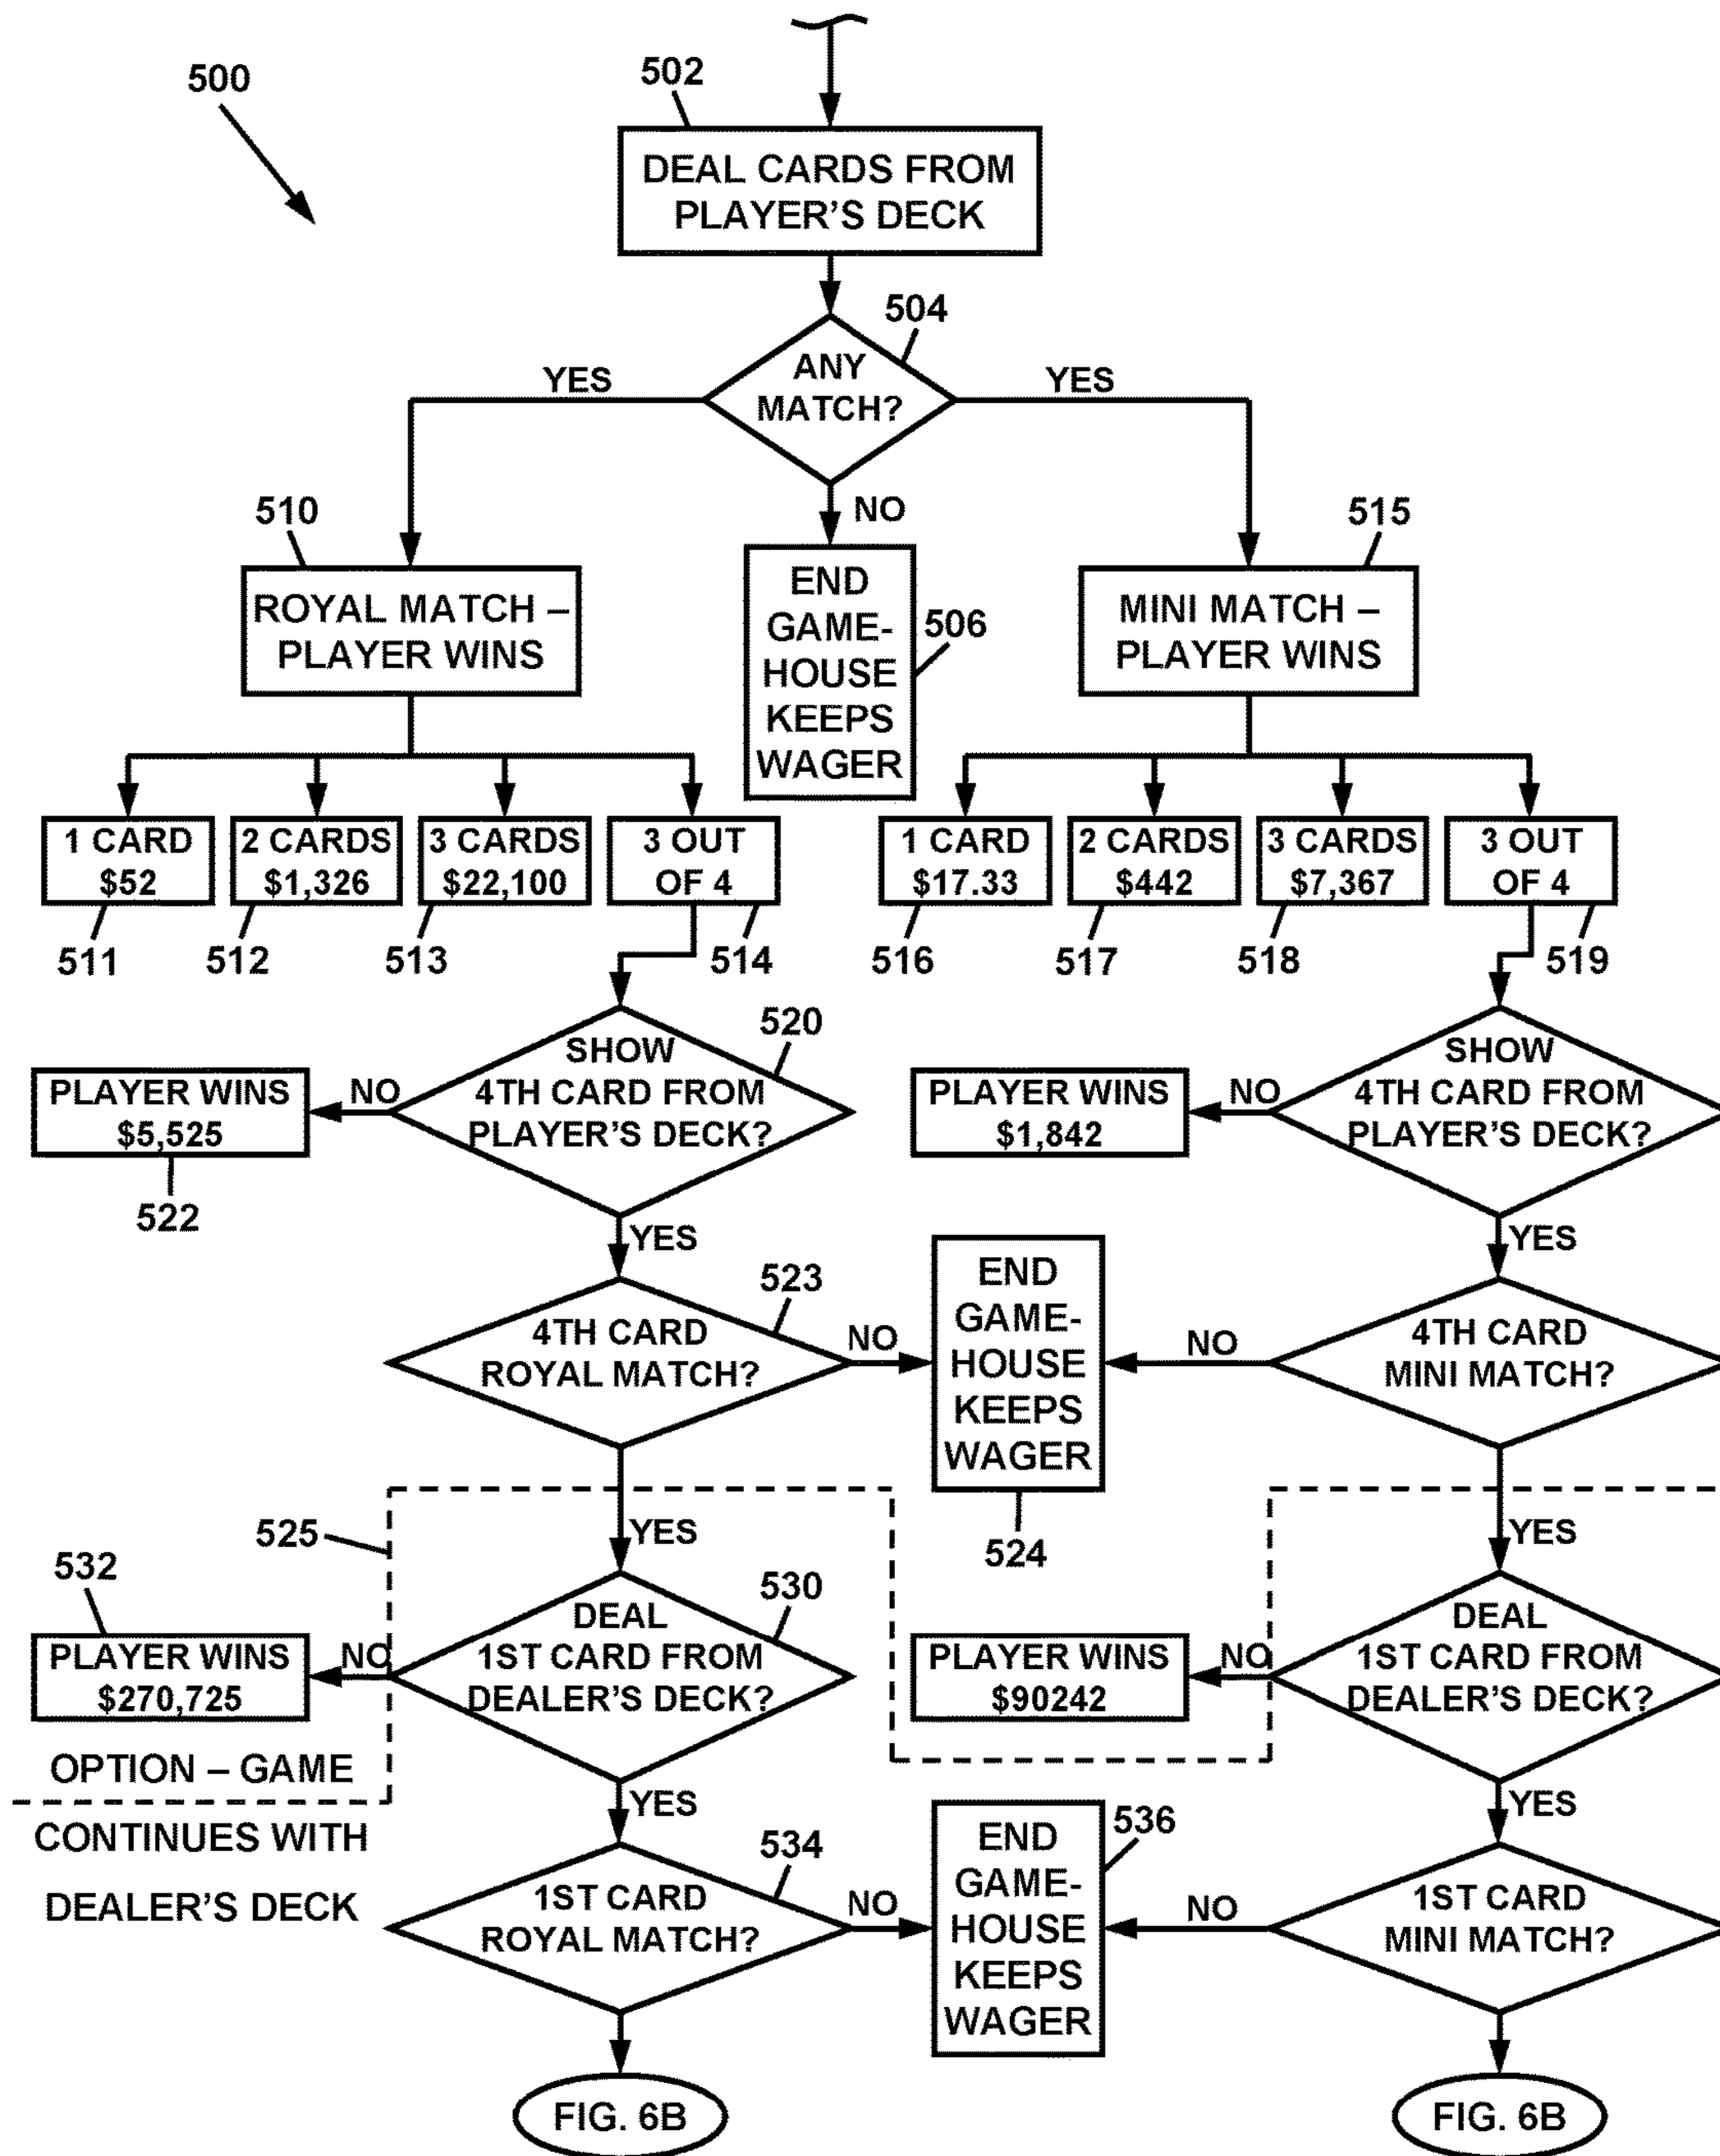 500
502
DEAL CARDS FROM
PLAYER'S DECK
504
ANY
MATCH?
YES
YES
NO
510
515
ROYAL MATCH –
PLAYER WINS
END
GAME-
HOUSE
KEEPS
WAGER
506
MINI MATCH –
PLAYER WINS
1 CARD
$52
2 CARDS
$1,326
3 CARDS
$22,100
3 OUT
OF 4
1 CARD
$17.33
2 CARDS
$442
3 CARDS
$7,367
3 OUT
OF 4
511
512
513
514
516
517
518
519
520
SHOW
4TH CARD FROM
PLAYER'S DECK?
NO
PLAYER WINS
$5,525
522
SHOW
4TH CARD FROM
PLAYER'S DECK?
NO
PLAYER WINS
$1,842
YES
YES
523
4TH CARD
ROYAL MATCH?
NO
END
GAME-
HOUSE
KEEPS
WAGER
524
NO
4TH CARD
MINI MATCH?
525
YES
YES
532
530
PLAYER WINS
$270,725
NO
DEAL
1ST CARD FROM
DEALER'S DECK?
PLAYER WINS
$90242
NO
DEAL
1ST CARD FROM
DEALER'S DECK?
OPTION – GAME
CONTINUES WITH
DEALER'S DECK
YES
YES
534
1ST CARD
ROYAL MATCH?
NO
END
GAME-
HOUSE
KEEPS
WAGER
536
NO
1ST CARD
MINI MATCH?
FIG. 6B
FIG. 6B